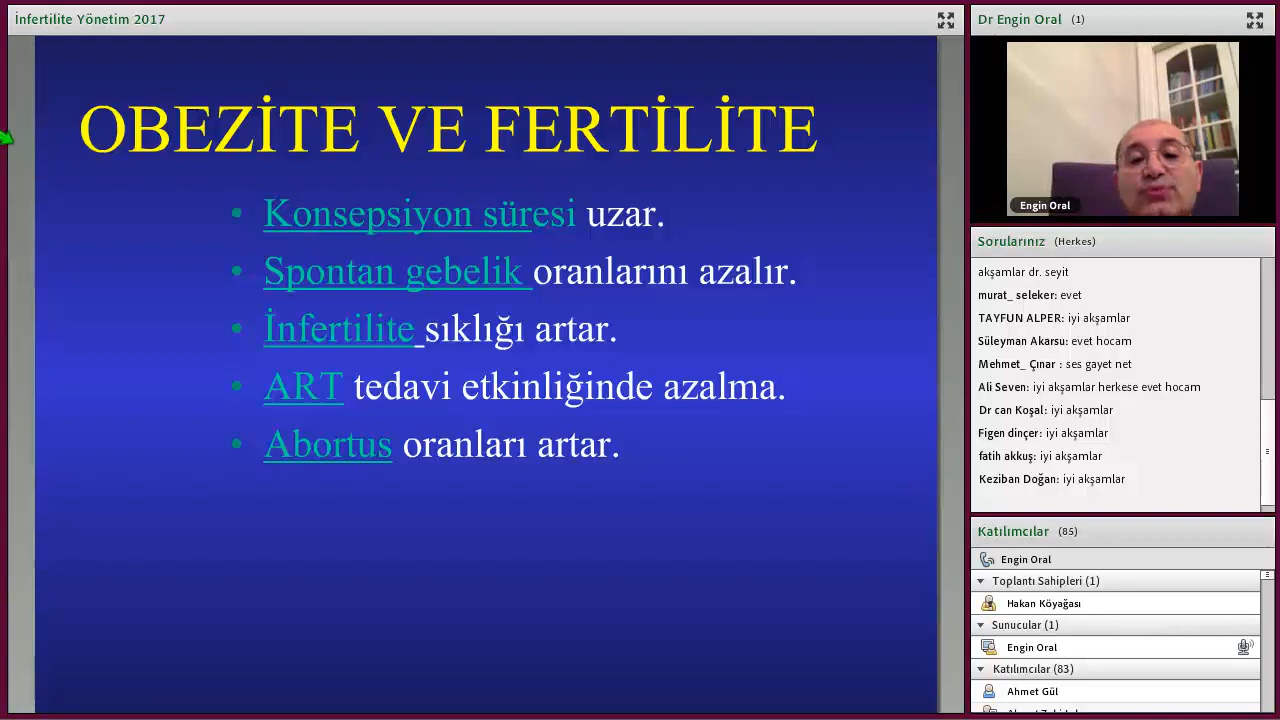 İnfertilite Yönetim 2017
OBEZİTE VE FERTİLİTE
• Konsepsiyon süresi uzar.
• Spontan gebelik oranlarını azalır.
• İnfertilite sıklığı artar.
• ART tedavi etkinliğinde azalma.
• Abortus oranları artar.
Dr Engin Oral (1)
Engin Oral
Sorularınız (Herkes)
akşamlar dr. seyit
murat_ seleker: evet
TAYFUN ALPER: iyi akşamlar
Süleyman Akarsu: evet hocam
Mehmet_ Çınar : ses gayet net
Ali Seven: iyi akşamlar herkese evet hocam
Dr can Koşal: iyi akşamlar
Figen dinçer: iyi akşamlar
fatih akkuş: iyi akşamlar
Keziban Doğan: iyi akşamlar
Katılımcılar (85)
Engin Oral
Toplantı Sahipleri (1)
Hakan Köyağası
Sunucular (1)
Engin Oral
Katılımcılar (83)
Ahmet Gül